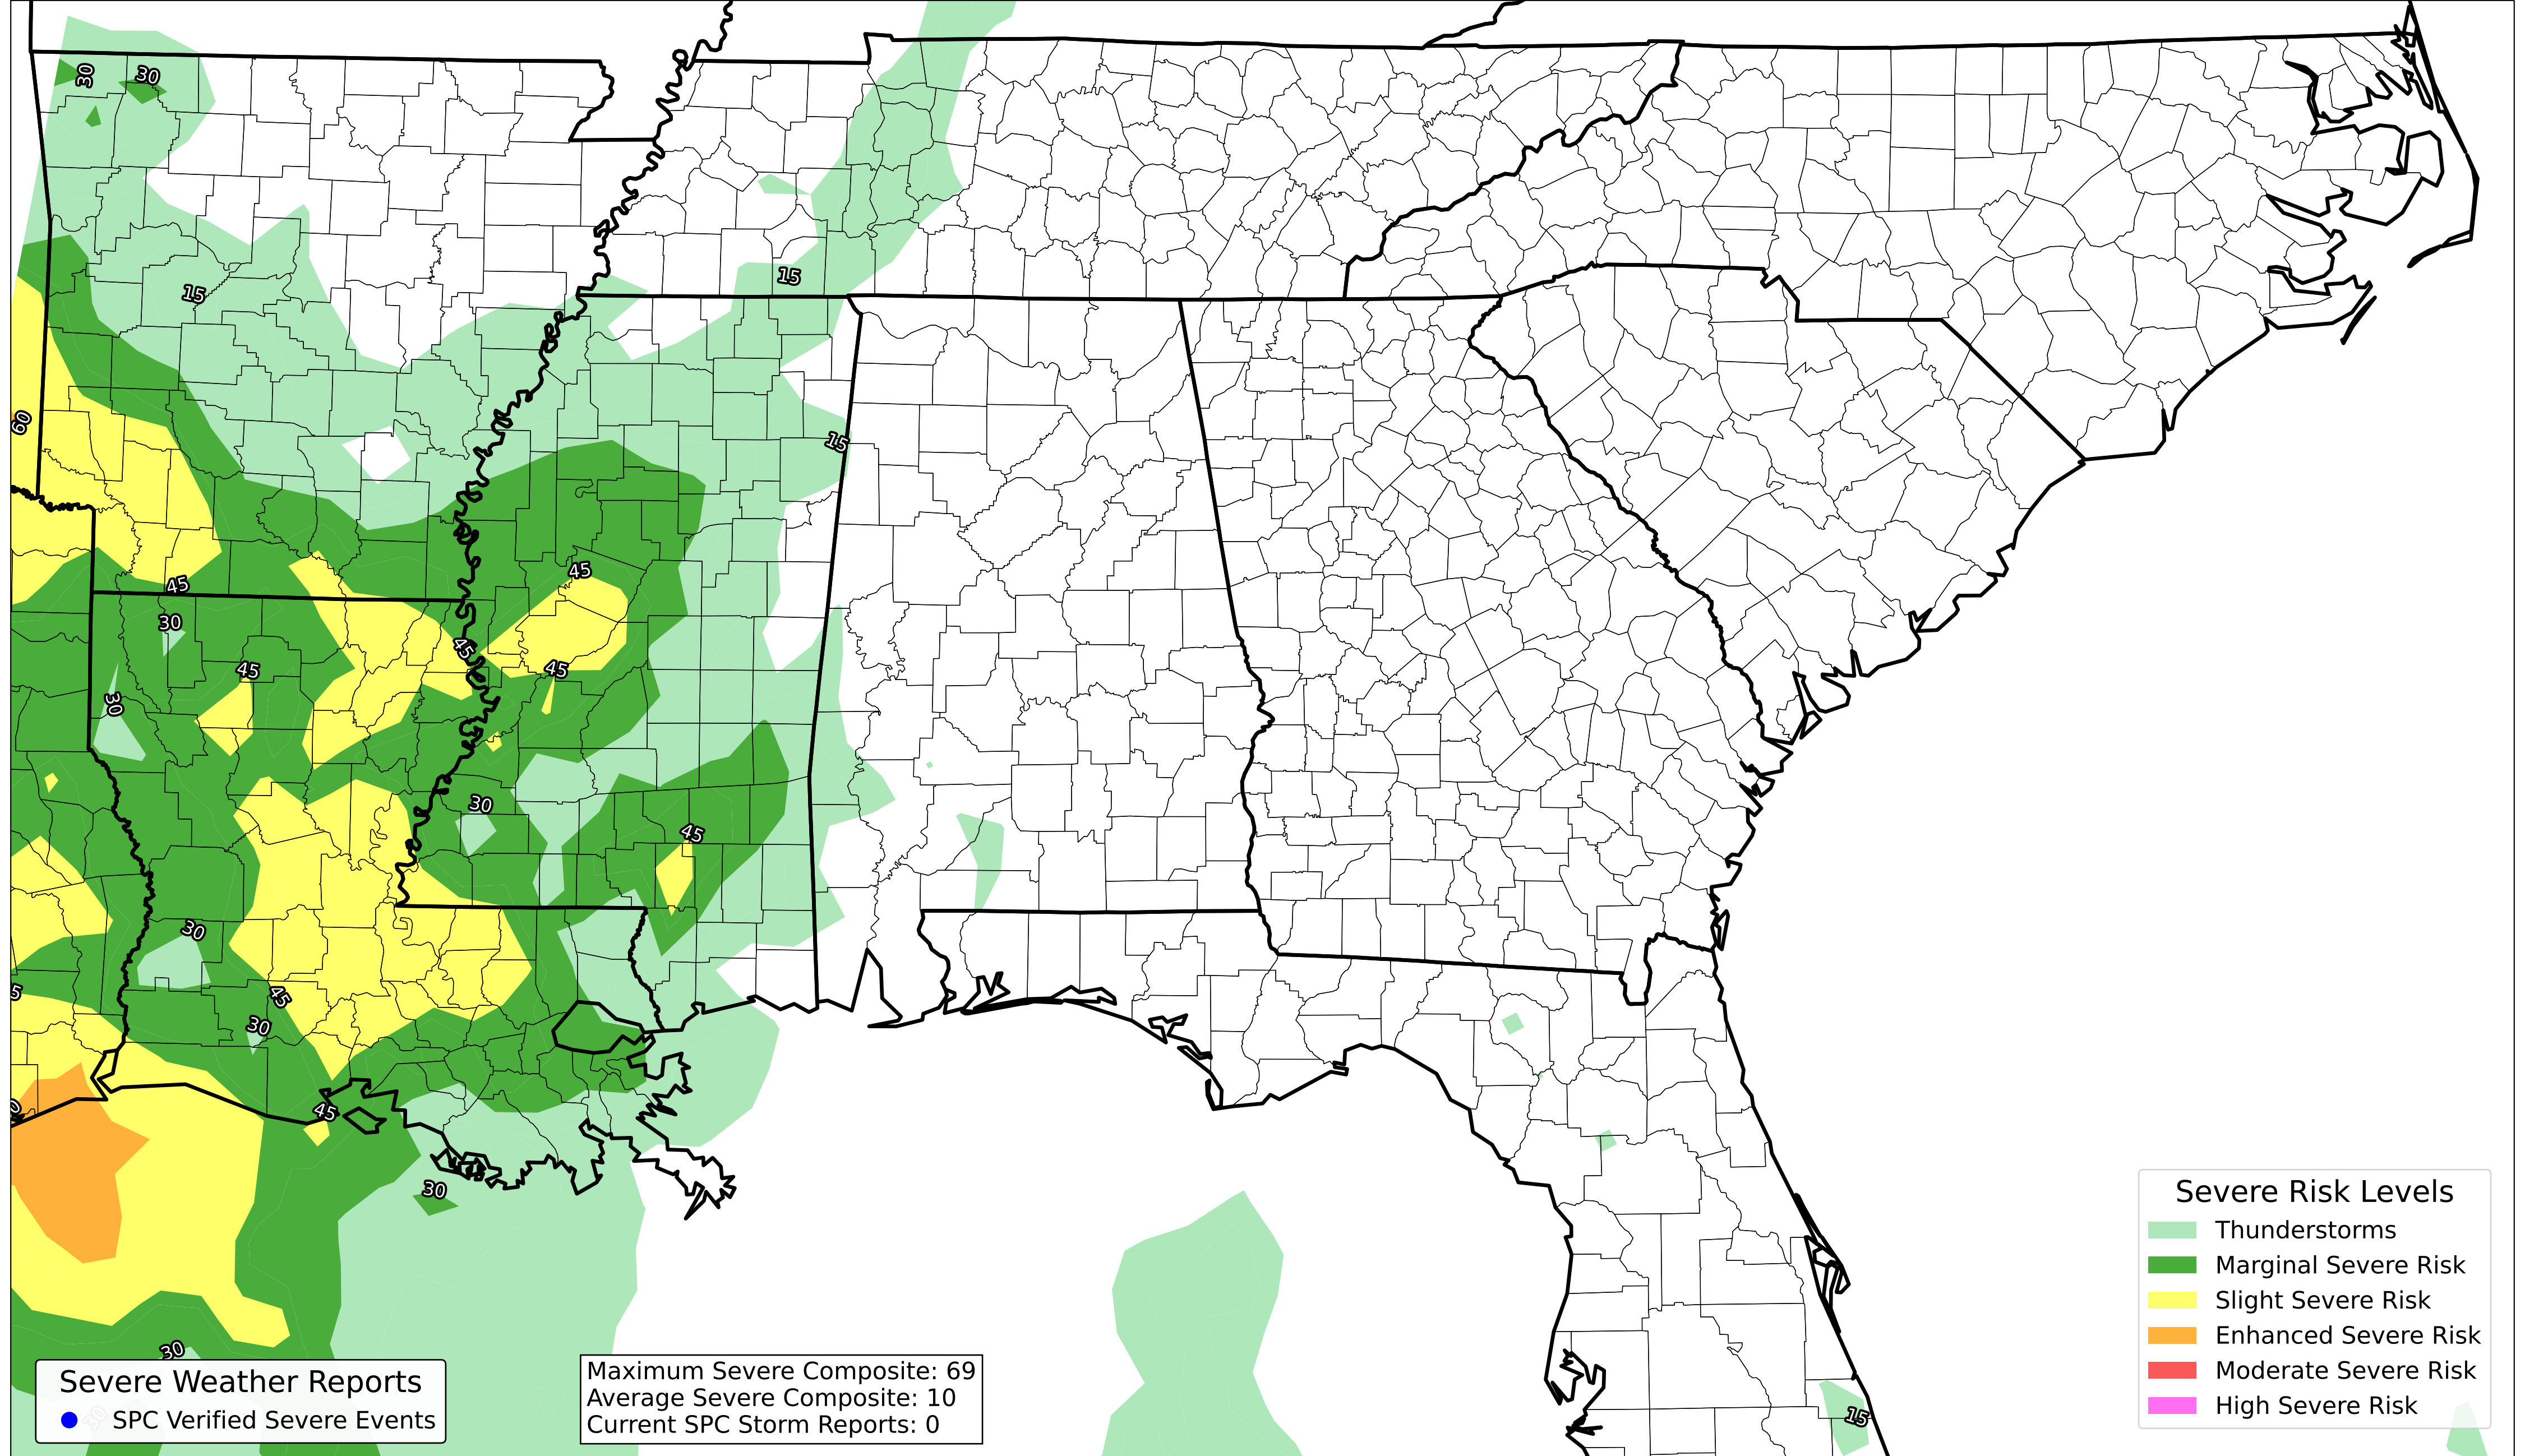 30
30
15
15
60
15
45
45
30
45
45
45
30
30
45
30
5
45
30
45
30
30
15
Severe Weather Reports
SPC Verified Severe Events
Maximum Severe Composite: 69
Average Severe Composite: 10
Current SPC Storm Reports: 0
Severe Risk Levels
Thunderstorms
Marginal Severe Risk
Slight Severe Risk
Enhanced Severe Risk
Moderate Severe Risk
High Severe Risk